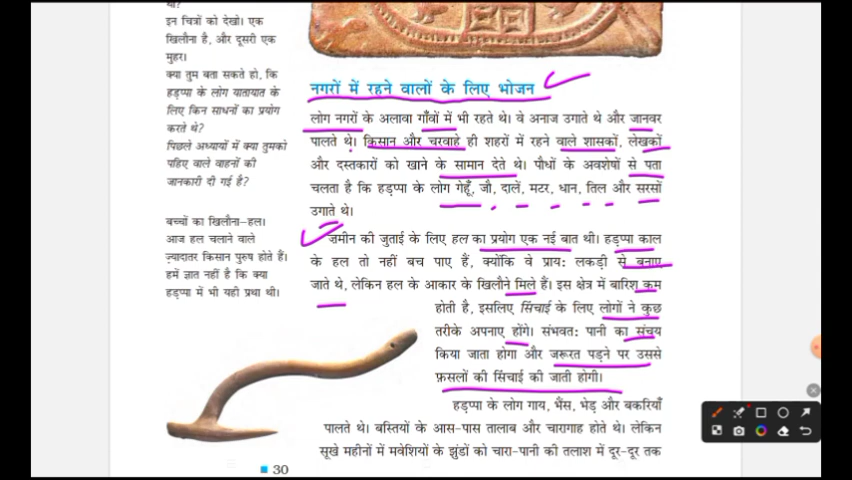 था?
इन चित्रों को देखो। एक
खिलौना है, और दूसरी एक
मुहर।
क्या तुम बता सकते हो, कि
हड़प्पा के लोग यातायात के
लिए किन साधनों का प्रयोग
करते थे?
पिछले अध्यायों में क्या तुमको
पहिए वाले वाहनों की
जानकारी दी गई है?
बच्चों का खिलौना–हल।
आज हल चलाने वाले
ज़्यादातर किसान पुरुष होते हैं।
हमें ज्ञात नहीं है कि क्या
हड़प्पा में भी यही प्रथा थी।
नगरों में रहने वालों के लिए भोजन
लोग नगरों के अलावा गाँवों में भी रहते थे। वे अनाज उगाते थे और जानवर
पालते थे। किसान और चरवाहे ही शहरों में रहने वाले शासकों, लेखकों
और दस्तकारों को खाने के सामान देते थे। पौधों के अवशेषों से पता
चलता है कि हड़प्पा के लोग गेहूँ, जौ, दालें, मटर, धान, तिल और सरसों
उगाते थे।
ज़मीन की जुताई के लिए हल का प्रयोग एक नई बात थी। हड़प्पा काल
के हल तो नहीं बच पाए हैं, क्योंकि वे प्राय: लकड़ी से बनाए
जाते थे, लेकिन हल के आकार के खिलौने मिले हैं। इस क्षेत्र में बारिश कम
होती है, इसलिए सिंचाई के लिए लोगों ने कुछ
तरीके अपनाए होंगे। संभवत: पानी का संचय
किया जाता होगा और जरूरत पड़ने पर उससे
फ़सलों की सिंचाई की जाती होगी।
हड़प्पा के लोग गाय, भैंस, भेड़ और बकरियाँ
पालते थे। बस्तियों के आस-पास तालाब और चारागाह होते थे। लेकिन
सूखे महीनों में मवेशियों के झुंडों को चारा-पानी की तलाश में दूर-दूर तक
30